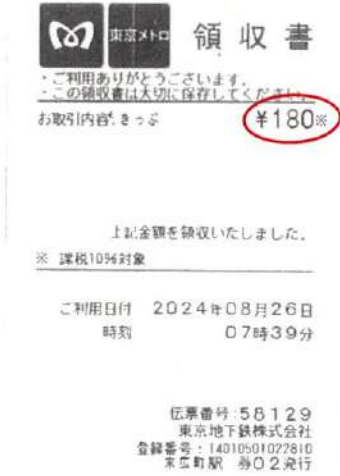 東京メトロ
領収書
・ご利用ありがとうございます。
・この領収書は大切に保存してください。
お取引内容:きっぷ ¥180※
上記金額を領収いたしました。
※ 課税10%対象
ご利用日付 2024年08月26日
時刻 07時39分
伝票番号:58129
東京地下鉄株式会社
登録番号:14010501022810
末広町駅 券02発行